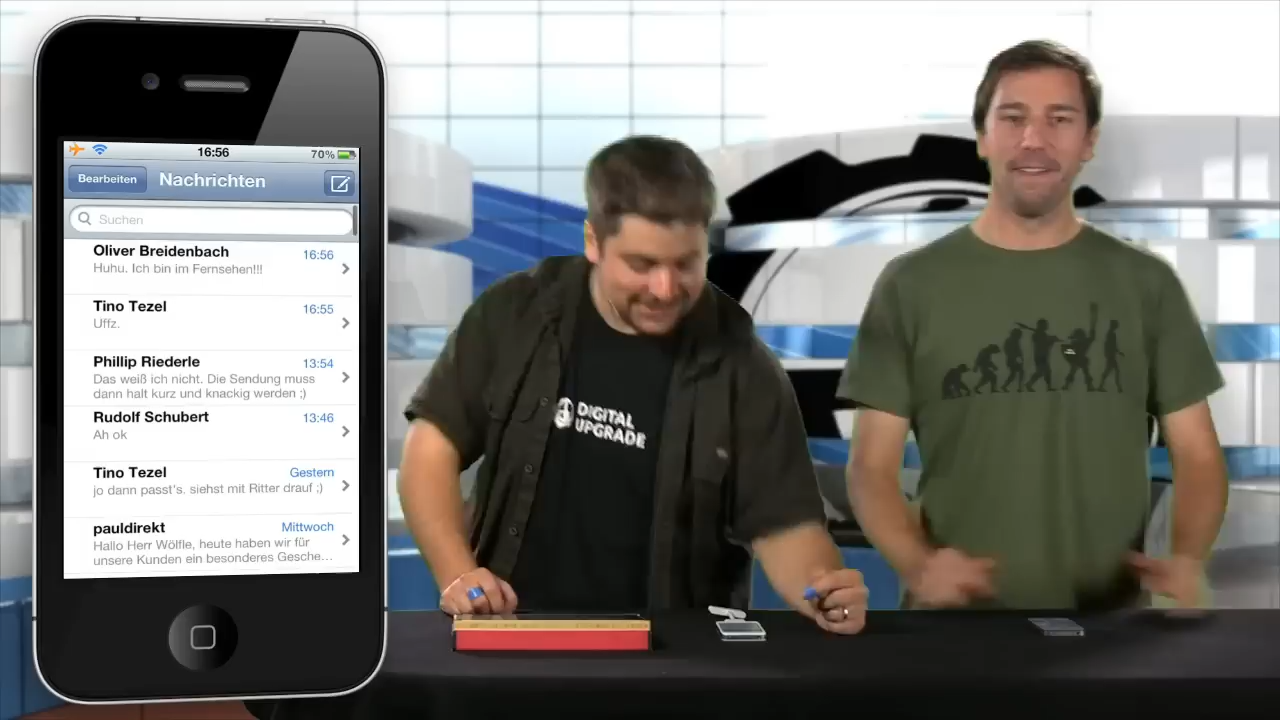 16:56
70%
Bearbeiten
Nachrichten
Suchen
Oliver Breidenbach 16:56
Huhu. Ich bin im Fernsehen!!!
Tino Tezel 16:55
Uffz.
Phillip Riederle 13:54
Das weiß ich nicht. Die Sendung muss
dann halt kurz und knackig werden ;)
Rudolf Schubert 13:46
Ah ok
Tino Tezel Gestern
jo dann passt's. siehst mit Ritter drauf ;)
pauldirekt Mittwoch
Hallo Herr Wölfle, heute haben wir für
unsere Kunden ein besonderes Gesche…
DIGITAL
UPGRADE